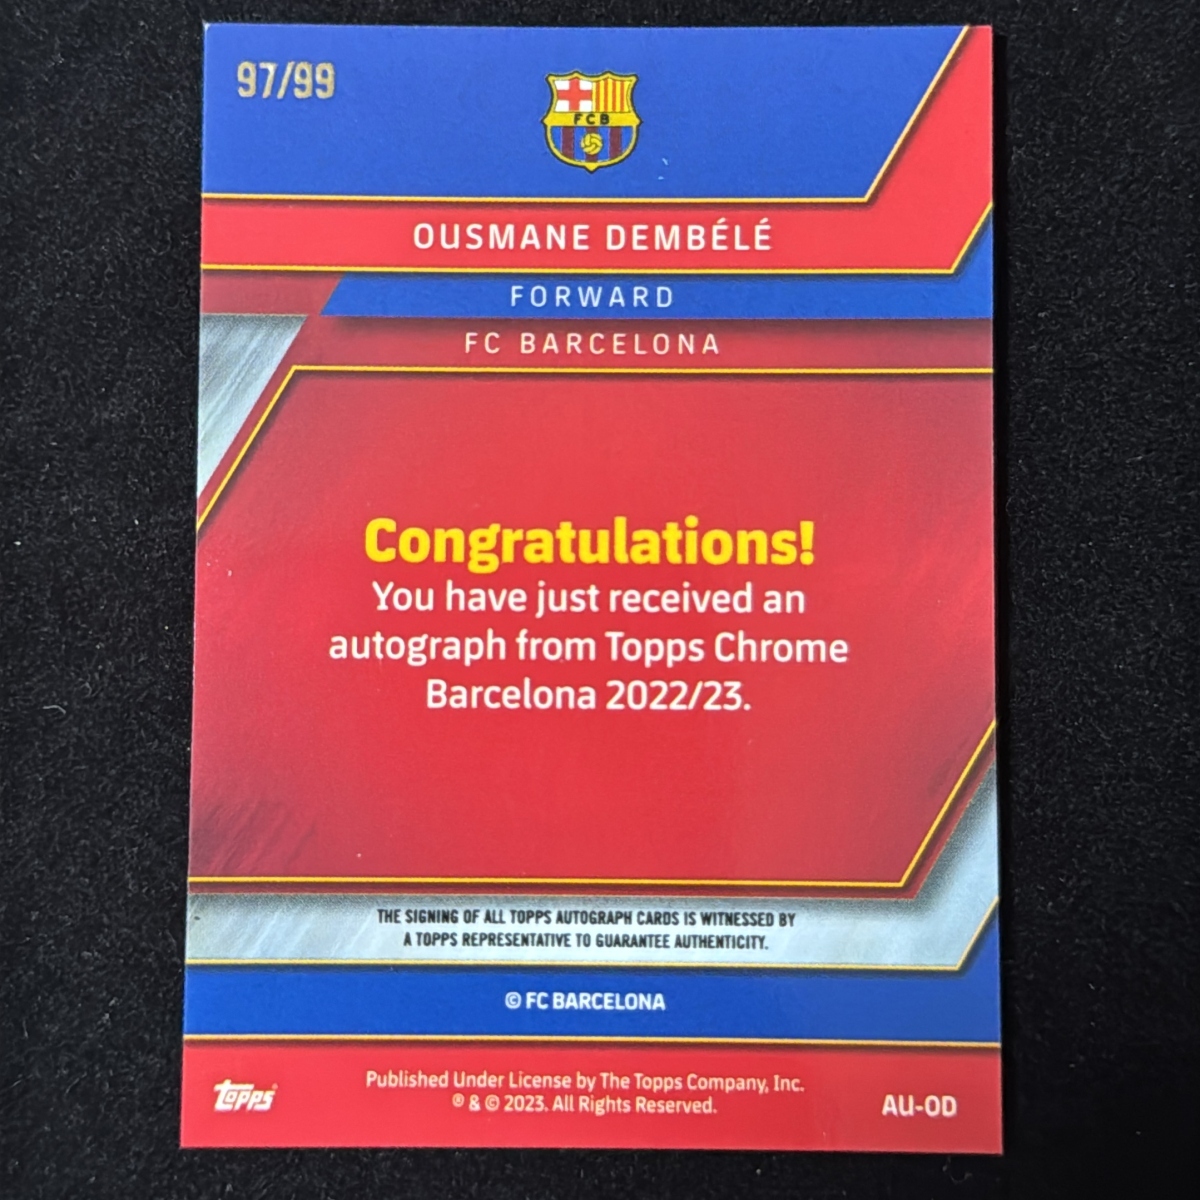 97/99
FCB
OUSMANE DEMBÉLÉ
FORWARD
FC BARCELONA
Congratulations!
You have just received an
autograph from Topps Chrome
Barcelona 2022/23.
THE SIGNING OF ALL TOPPS AUTOGRAPH CARDS IS WITNESSED BY
A TOPPS REPRESENTATIVE TO GUARANTEE AUTHENTICITY.
© FC BARCELONA
Topps®
Published Under License by The Topps Company, Inc.
® & © 2023. All Rights Reserved.
AU-OD